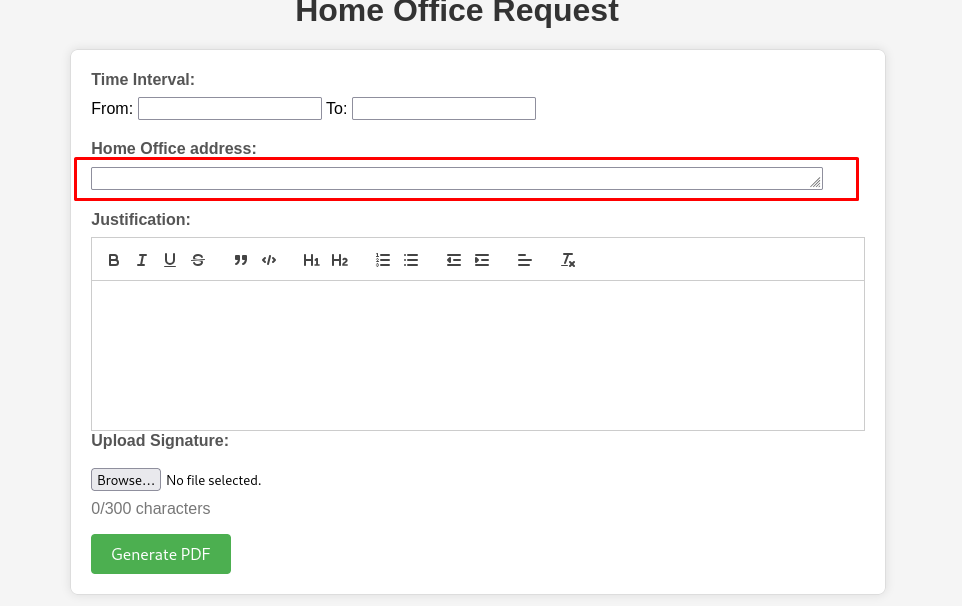 Home Office Request
Time Interval:
From: To:
Home Office address:
Justification:
B I U S ” </> H1 H2
Upload Signature:
Browse... No file selected.
0/300 characters
Generate PDF